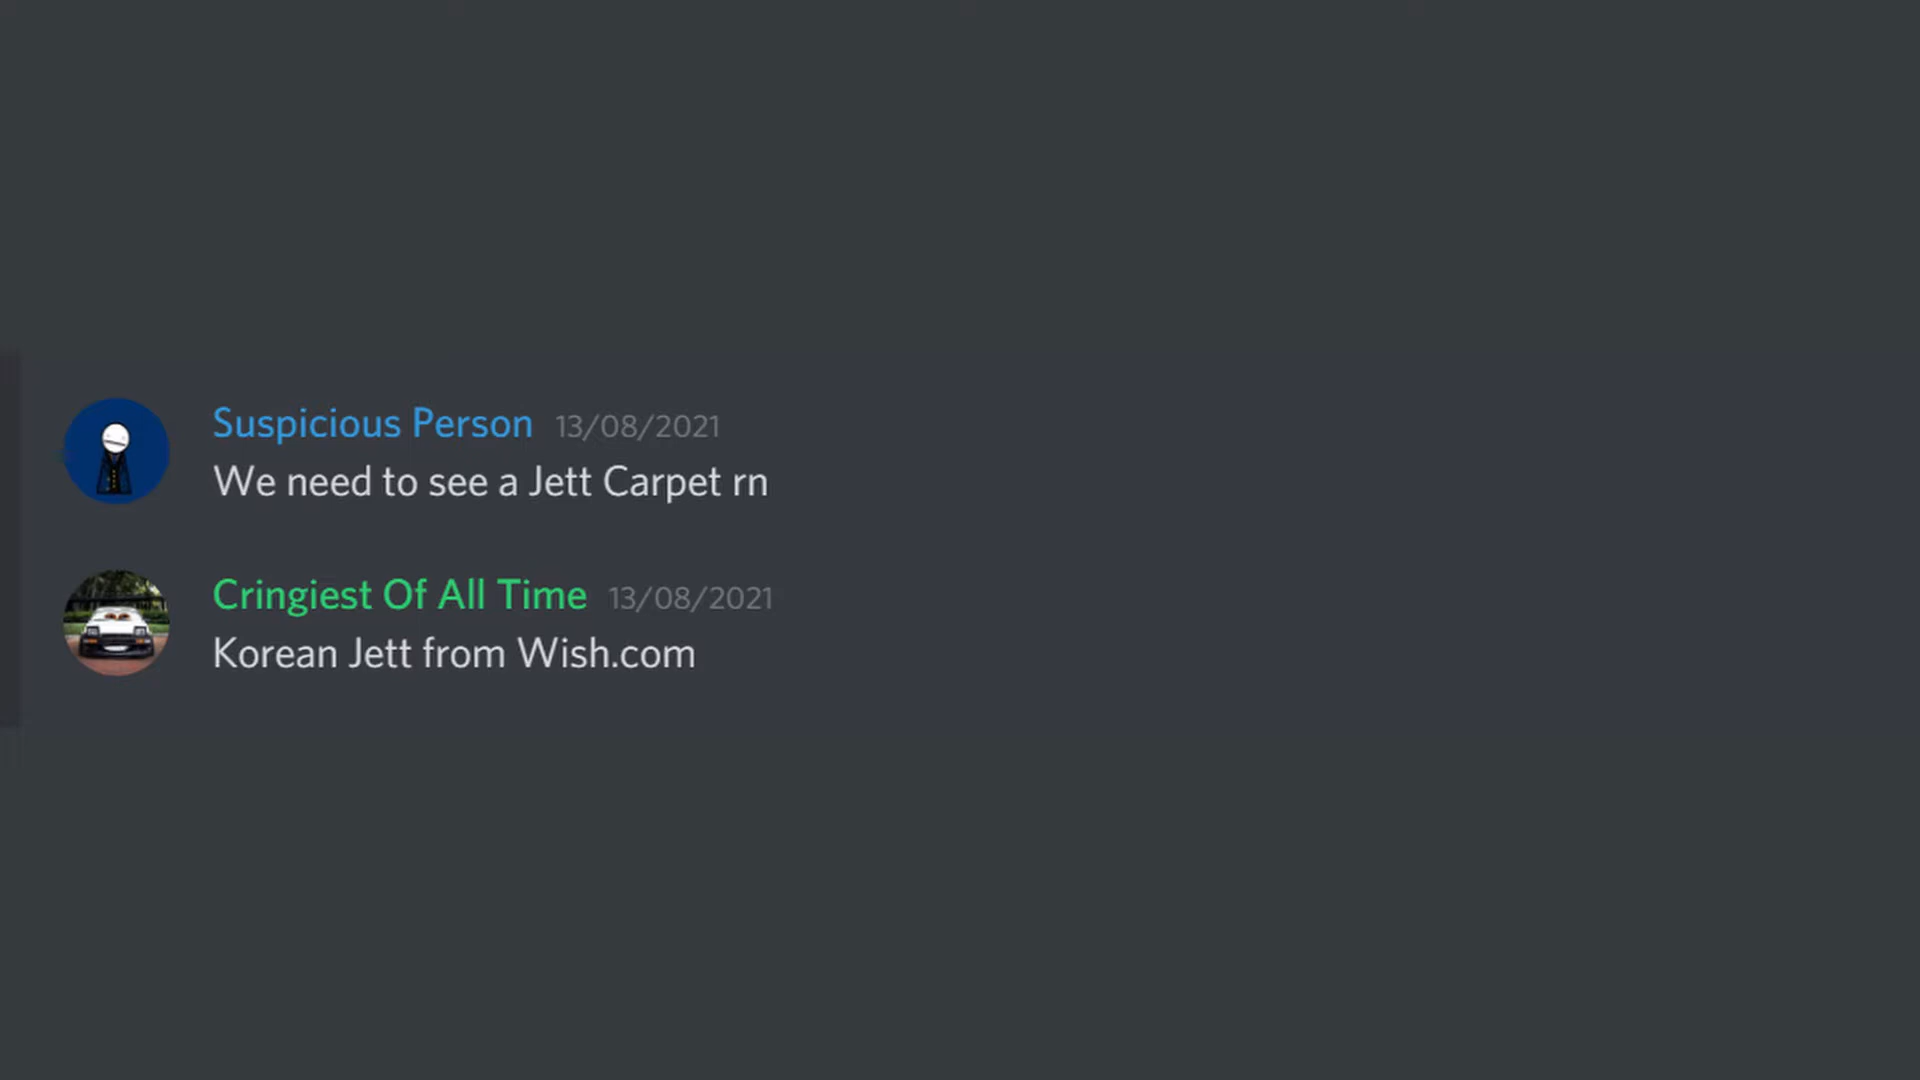 Suspicious Person 13/08/2021
We need to see a Jett Carpet rn
Cringiest Of All Time 13/08/2021
Korean Jett from Wish.com